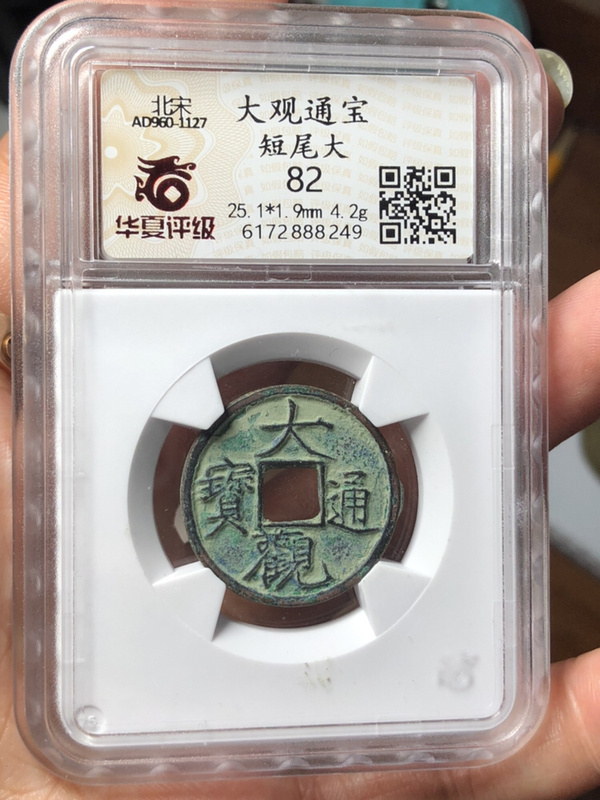 北宋
AD960-1127
华夏评级
大观通宝
短尾大
82
25.1*1.9mm 4.2g
6172888249
大
寶 通
觀